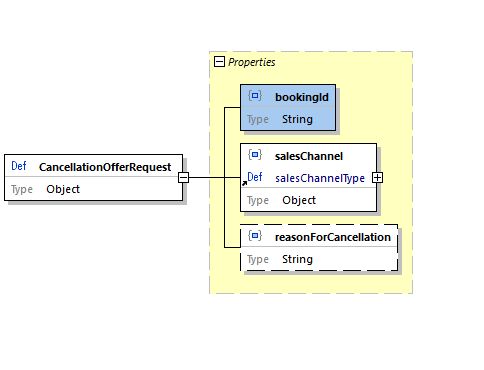 Properties
bookingId
Type String
salesChannel
Def salesChannelType
Type Object
Def CancellationOfferRequest
Type Object
reasonForCancellation
Type String